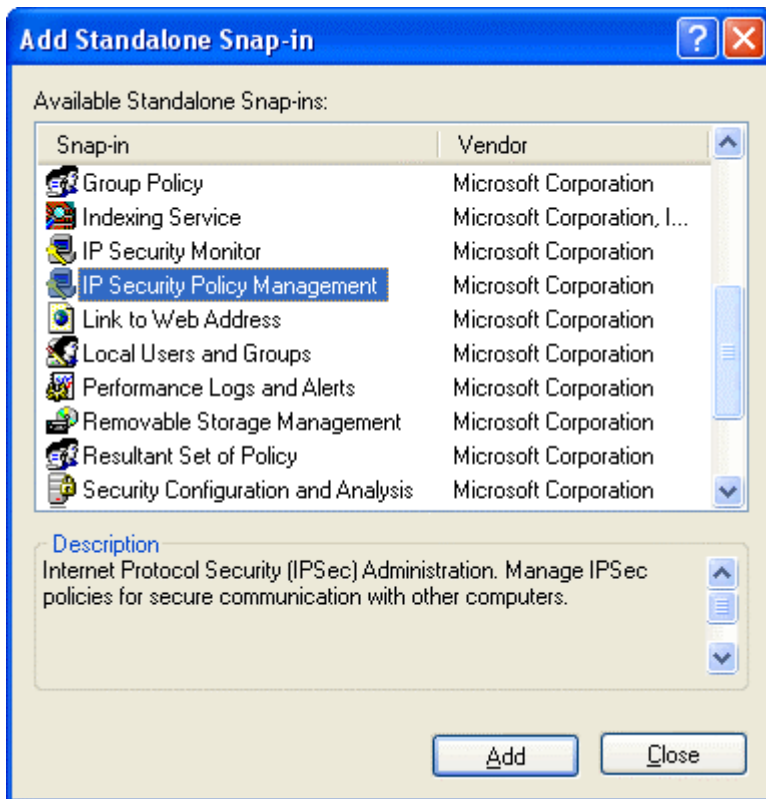 Add Standalone Snap-in
Available Standalone Snap-ins:
Snap-in Vendor
Group Policy Microsoft Corporation
Indexing Service Microsoft Corporation, I...
IP Security Monitor Microsoft Corporation
IP Security Policy Management Microsoft Corporation
Link to Web Address Microsoft Corporation
Local Users and Groups Microsoft Corporation
Performance Logs and Alerts Microsoft Corporation
Removable Storage Management Microsoft Corporation
Resultant Set of Policy Microsoft Corporation
Security Configuration and Analysis Microsoft Corporation
Description
Internet Protocol Security (IPSec) Administration. Manage IPSec
policies for secure communication with other computers.
Add Close